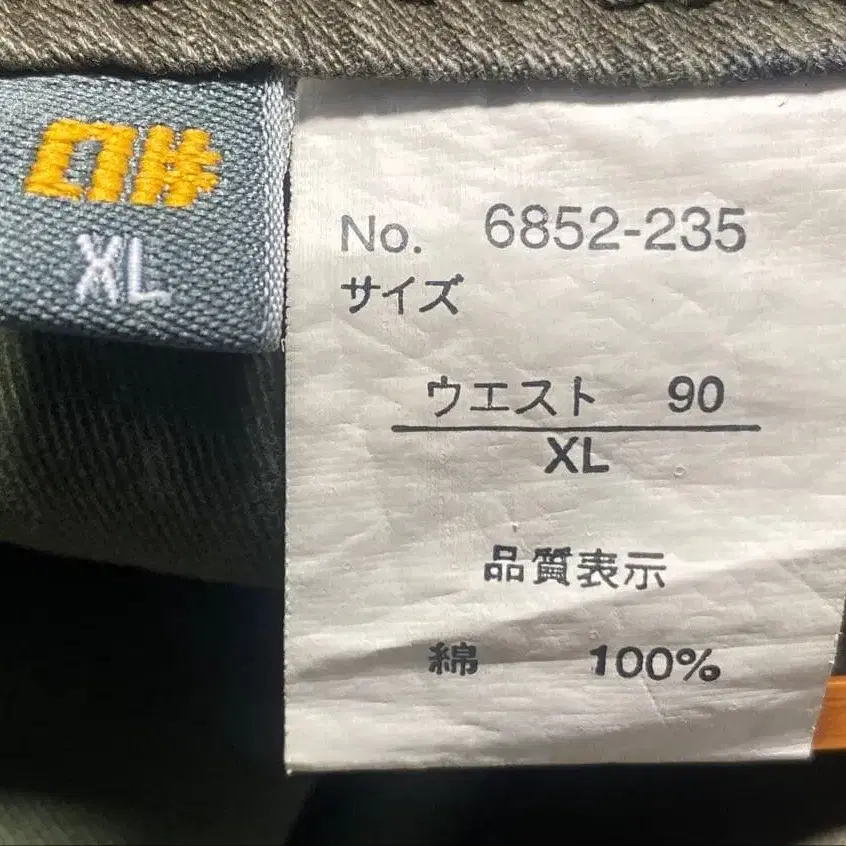 XL
No. 6852-235
サイズ
ウエスト 90
XL
品質表示
綿 100%